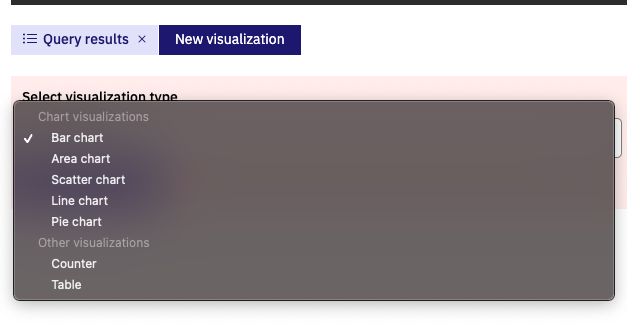 Query results ×
New visualization
Select visualization type
Chart visualizations
✓ Bar chart
Area chart
Scatter chart
Line chart
Pie chart
Other visualizations
Counter
Table